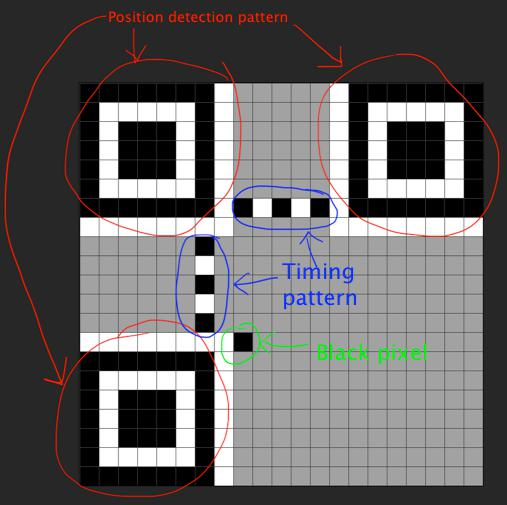 Position detection pattern
Timing
pattern
Black pixel